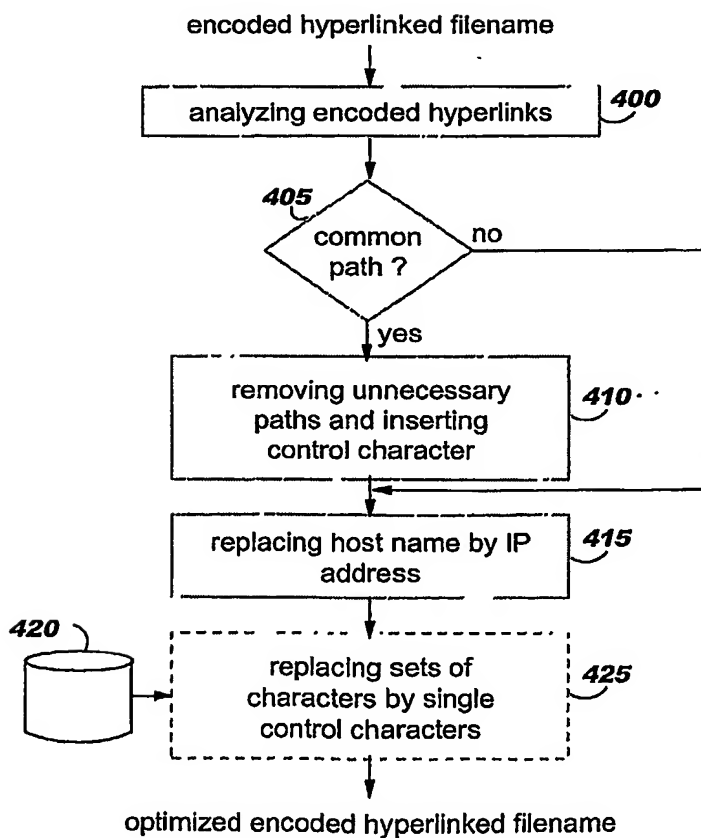 encoded hyperlinked filename
analyzing encoded hyperlinks
400
405
common
path ?
no
yes
removing unnecessary
paths and inserting
control character
410
replacing host name by IP
address
415
420
replacing sets of
characters by single
control characters
425
optimized encoded hyperlinked filename